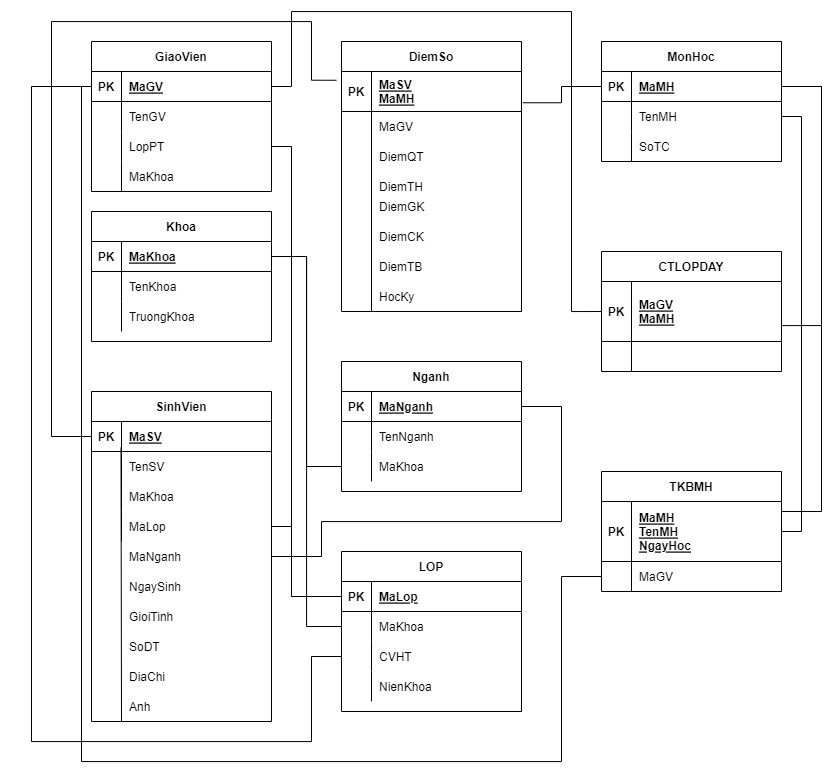 GiaoVien
PK
MaGV
TenGV
LopPT
MaKhoa
DiemSo
PK
MaSV
MaMH
MaGV
DiemQT
DiemTH
DiemGK
DiemCK
DiemTB
HocKy
MonHoc
PK
MaMH
TenMH
SoTC
Khoa
PK
MaKhoa
TenKhoa
TruongKhoa
CTLOPDAY
PK
MaGV
MaMH
SinhVien
PK
MaSV
TenSV
MaKhoa
MaLop
MaNganh
NgaySinh
GioiTinh
SoDT
DiaChi
Anh
Nganh
PK
MaNganh
TenNganh
MaKhoa
TKBMH
PK
MaMH
TenMH
NgayHoc
MaGV
LOP
PK
MaLop
MaKhoa
CVHT
NienKhoa